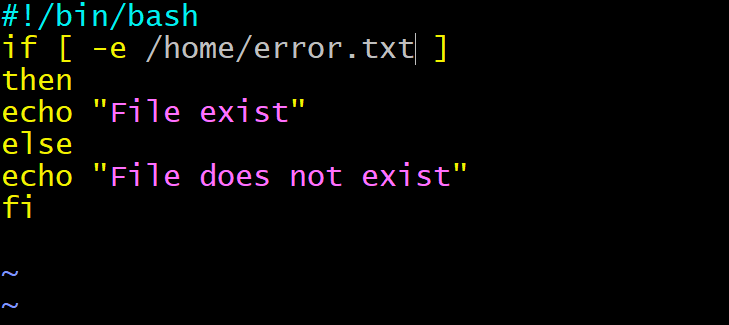 #!/bin/bash
if [ -e /home/error.txt ]
then
echo "File exist"
else
echo "File does not exist"
fi
~
~